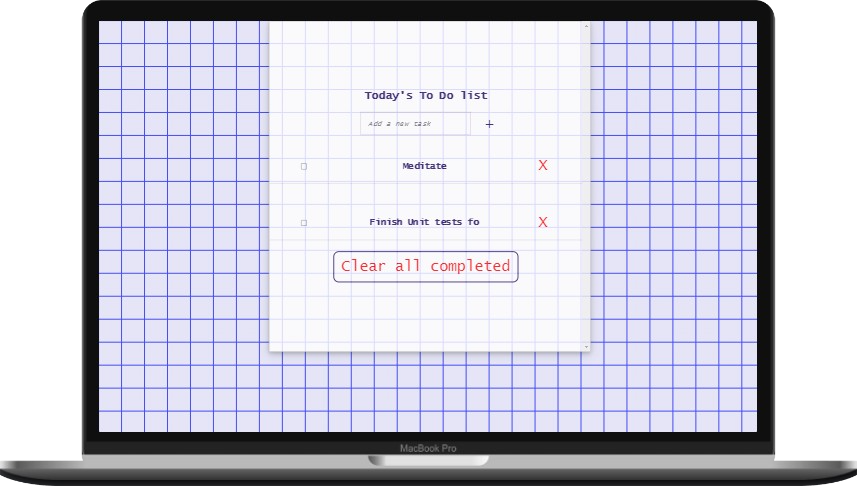 Today's To Do list
Add a new task +
Meditate X
Finish Unit tests fo X
Clear all completed
MacBook Pro